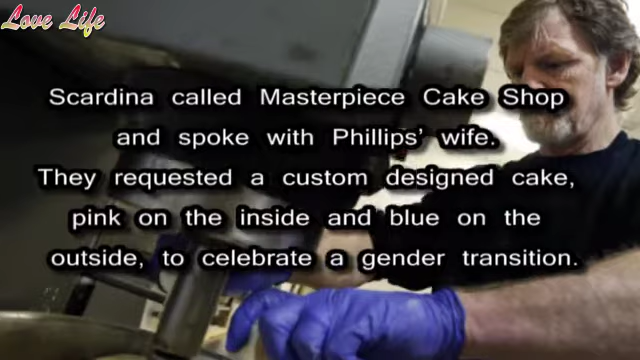 Love Life
Scardina called Masterpiece Cake Shop
and spoke with Phillips' wife.
They requested a custom designed cake,
pink on the inside and blue on the
outside, to celebrate a gender transition.